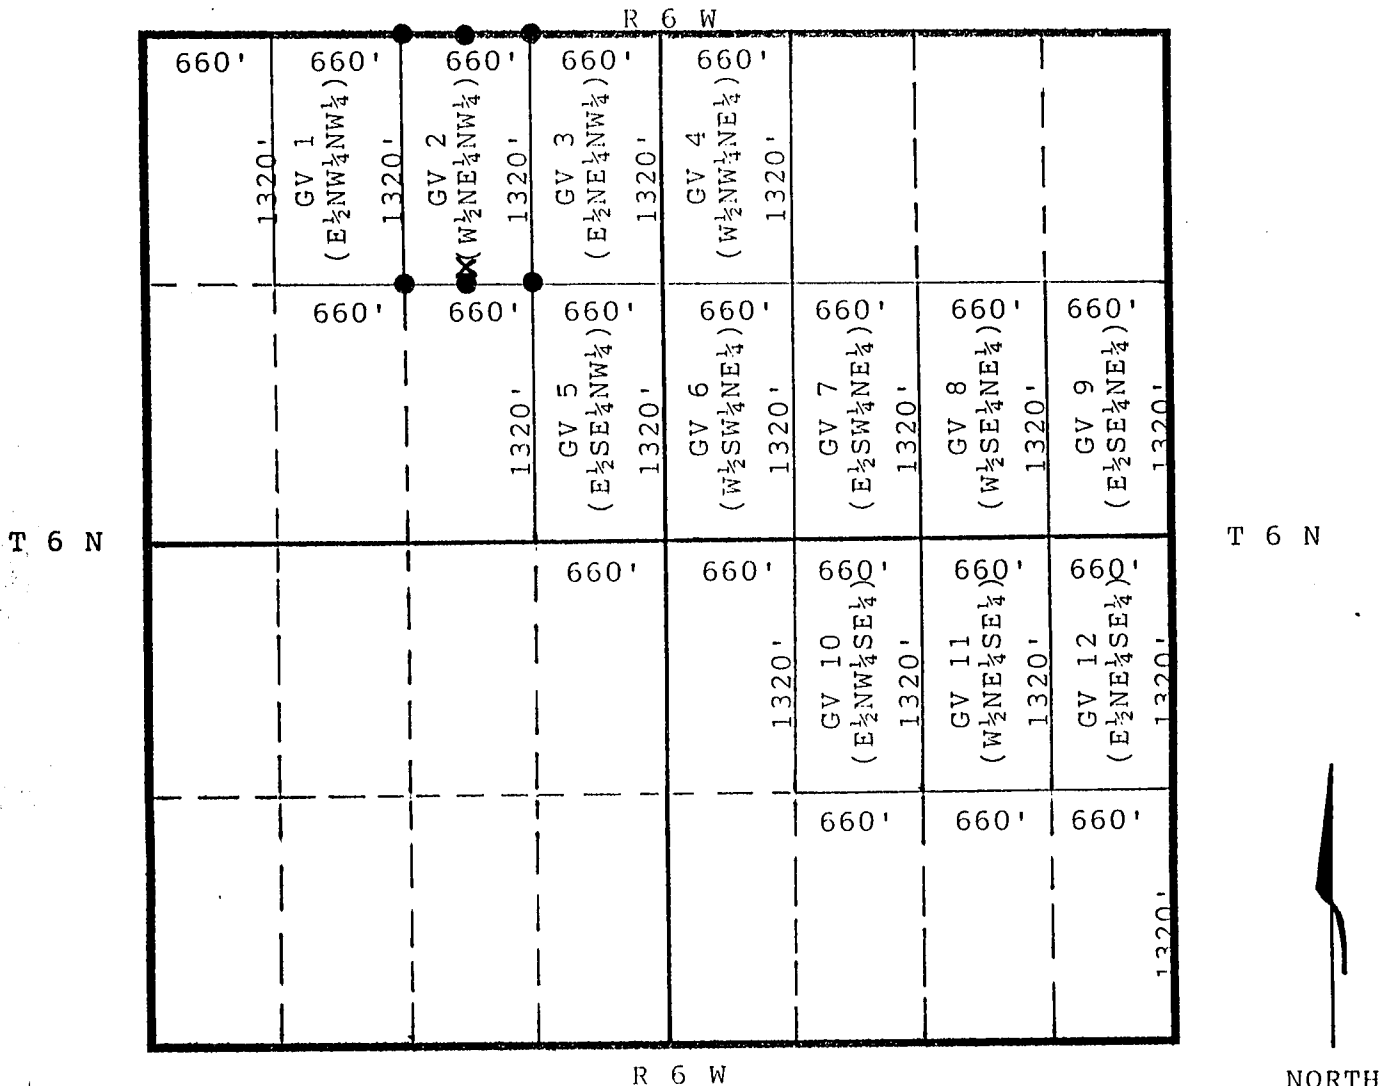 R 6 W
660' 660' 660' 660' 660'
1320'
GV 1
(E½NW¼NW¼)
1320'
GV 2
(W½NE¼NW¼)
1320'
GV 3
(E½NE¼NW¼)
1320'
GV 4
(W½NW¼NE¼)
1320'
X
660' 660' 660' 660' 660' 660' 660'
1320'
GV 5
(E½SE¼NW¼)
1320'
GV 6
(W½SW¼NE¼)
1320'
GV 7
(E½SW¼NE¼)
1320'
GV 8
(W½SE¼NE¼)
1320'
GV 9
(E½SE¼NE¼)
1320'
T 6 N
T 6 N
660' 660' 660' 660' 660'
1320'
GV 10
(E½NW¼SE¼)
1320'
GV 11
(W½NE¼SE¼)
1320'
GV 12
(E½NE¼SE¼)
1320'
660' 660' 660'
1320'
R 6 W
NORTH